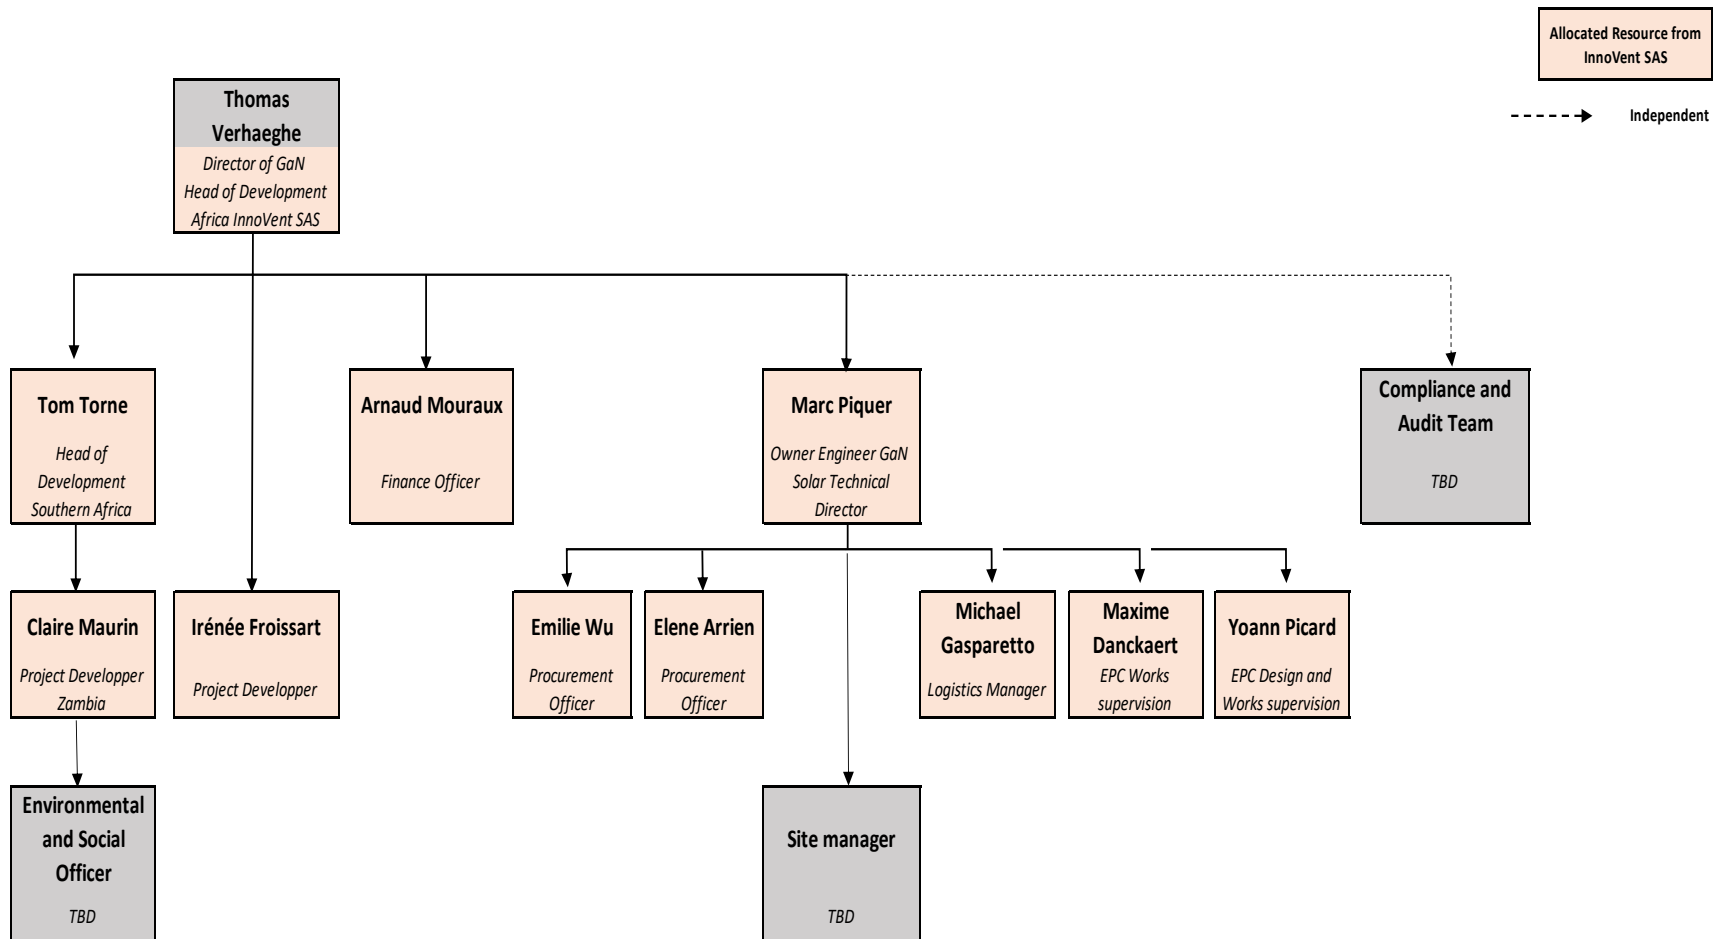 Allocated Resource from
InnoVent SAS
Independent
Thomas
Verhaeghe
Director of GaN
Head of Development
Africa InnoVent SAS
Tom Torne
Head of
Development
Southern Africa
Arnaud Mouraux
Finance Officer
Marc Piquer
Owner Engineer GaN
Solar Technical
Director
Compliance and
Audit Team
TBD
Claire Maurin
Project Developper
Zambia
Irénée Froissart
Project Developper
Emilie Wu
Procurement
Officer
Elene Arrien
Procurement
Officer
Michael
Gasparetto
Logistics Manager
Maxime
Danckaert
EPC Works
supervision
Yoann Picard
EPC Design and
Works supervision
Environmental
and Social
Officer
TBD
Site manager
TBD